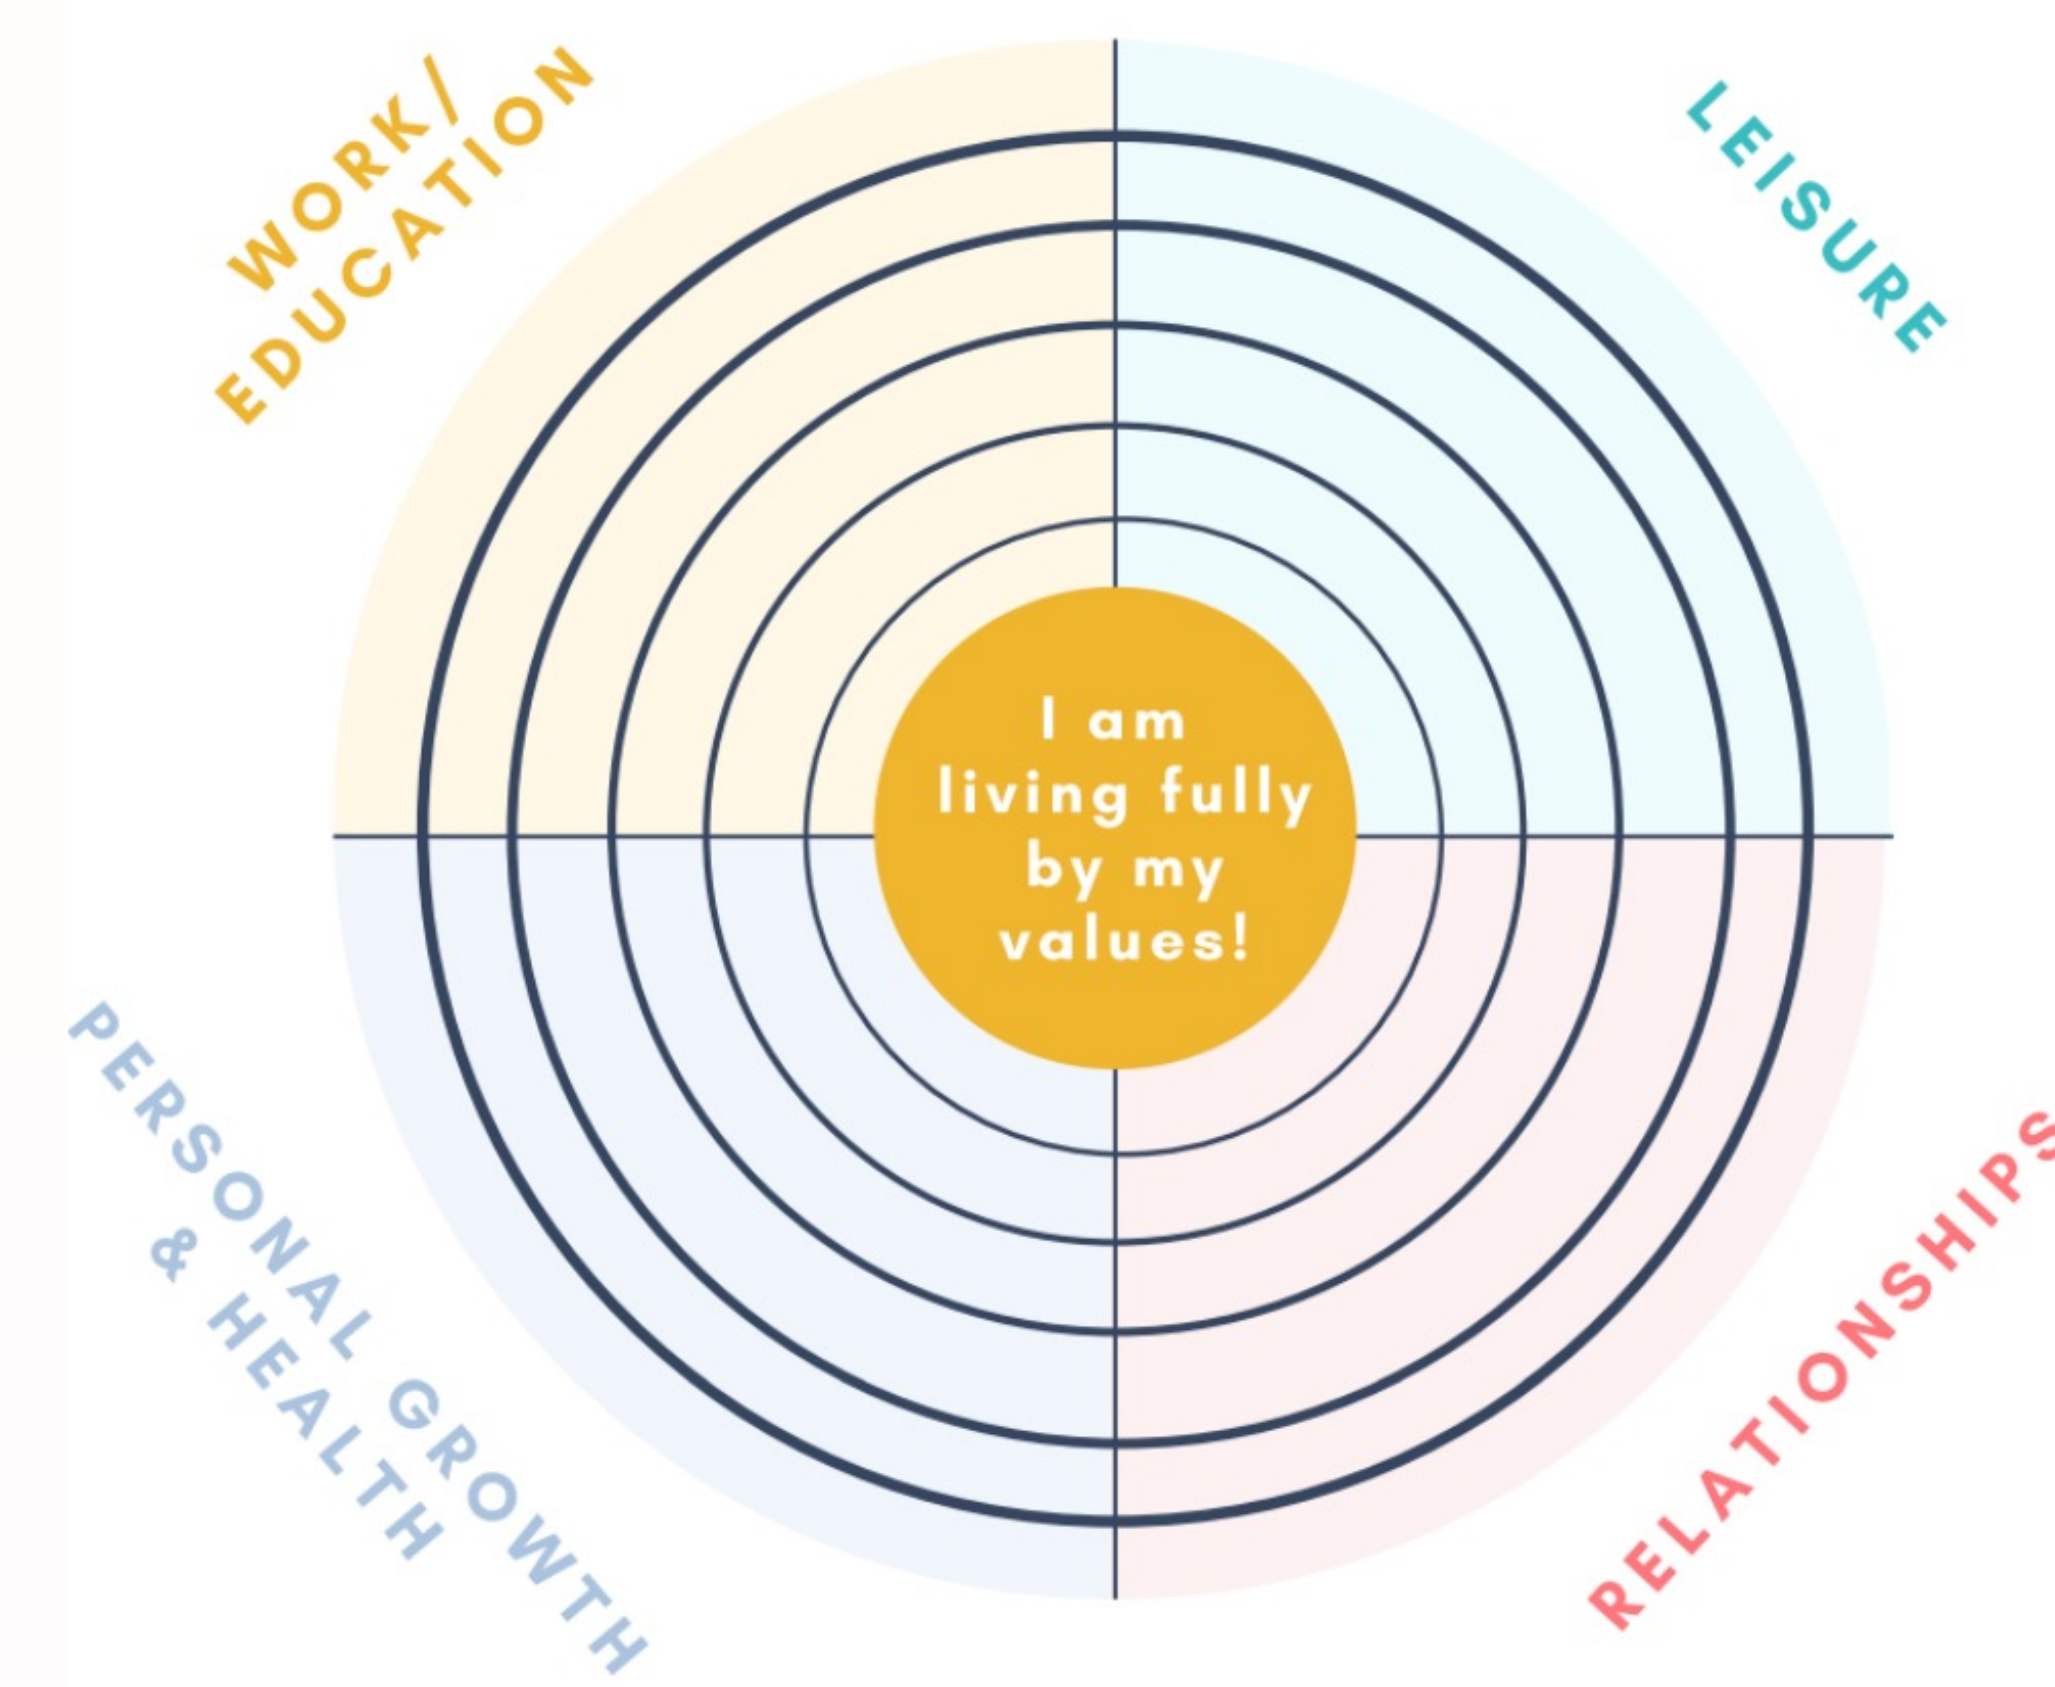 WORK/
EDUCATION
LEISURE
I am
living fully
by my
values!
PERSONAL GROWTH
& HEALTH
RELATIONSHIPS